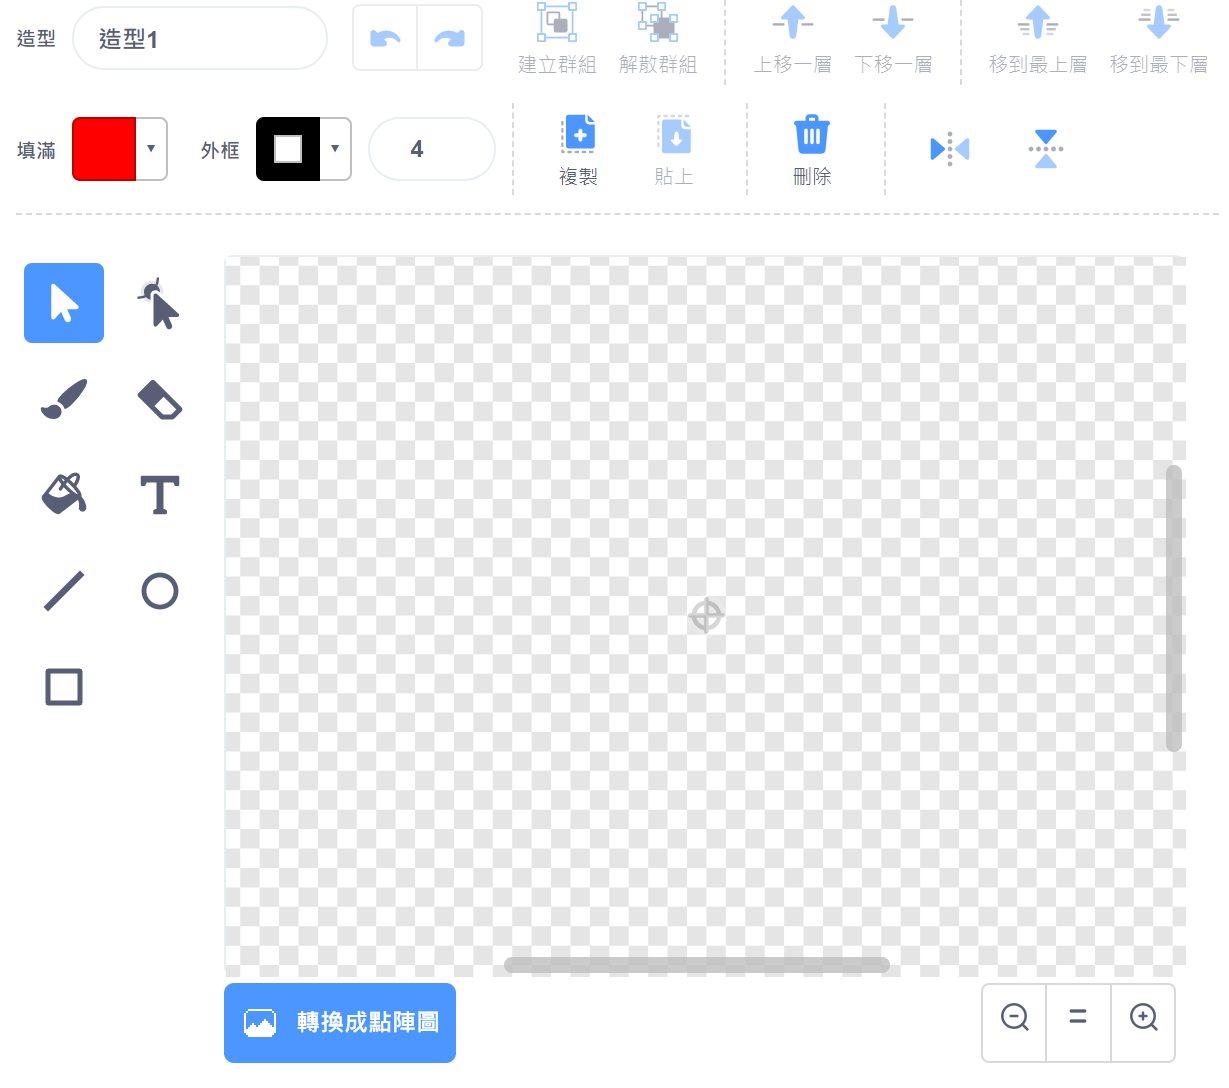 造型 造型1
建立群組 解散群組 上移一層 下移一層 移到最上層 移到最下層
填滿 外框 4
複製 貼上 刪除
轉換成點陣圖